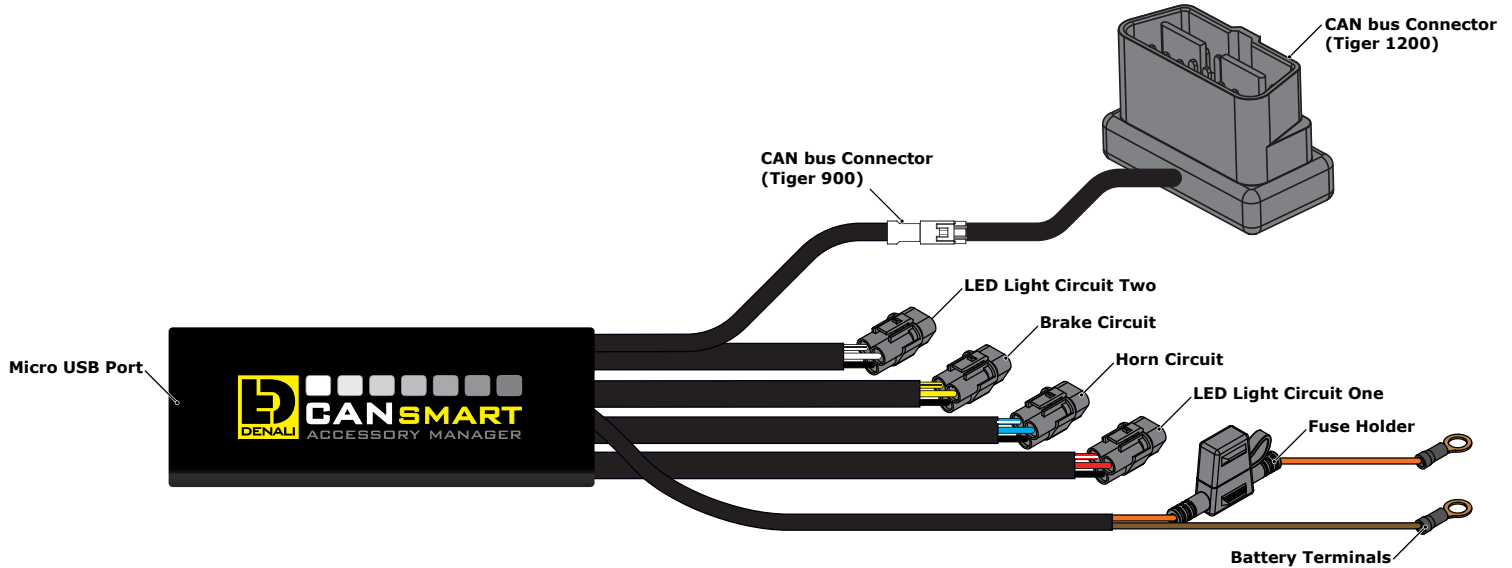 CAN bus Connector
(Tiger 1200)
CAN bus Connector
(Tiger 900)
LED Light Circuit Two
Brake Circuit
Micro USB Port
Horn Circuit
LED Light Circuit One
DENALI
CANSMART
ACCESSORY MANAGER
Fuse Holder
Battery Terminals